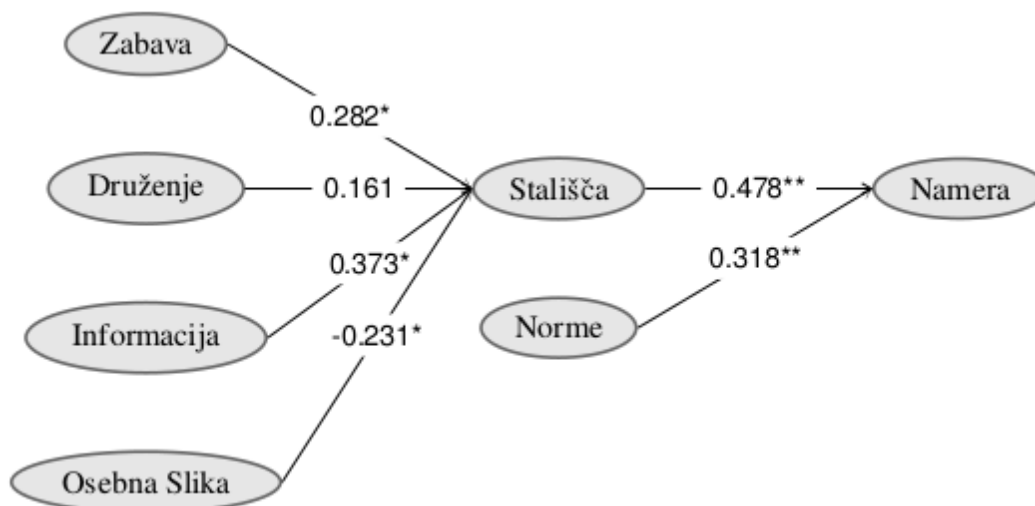 Zabava
0.282*
Druženje
0.161
Stališča
0.478**
Namera
0.373*
0.318**
Informacija
-0.231*
Norme
Osebna Slika